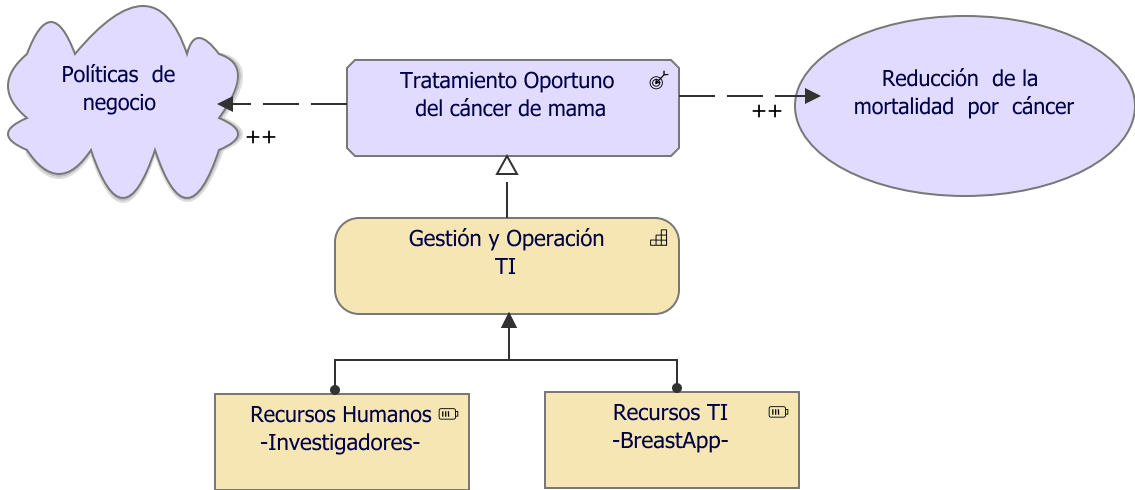 Políticas de
negocio
++
Tratamiento Oportuno
del cáncer de mama
++
Reducción de la
mortalidad por cáncer
Gestión y Operación
TI
Recursos Humanos
-Investigadores-
Recursos TI
-BreastApp-